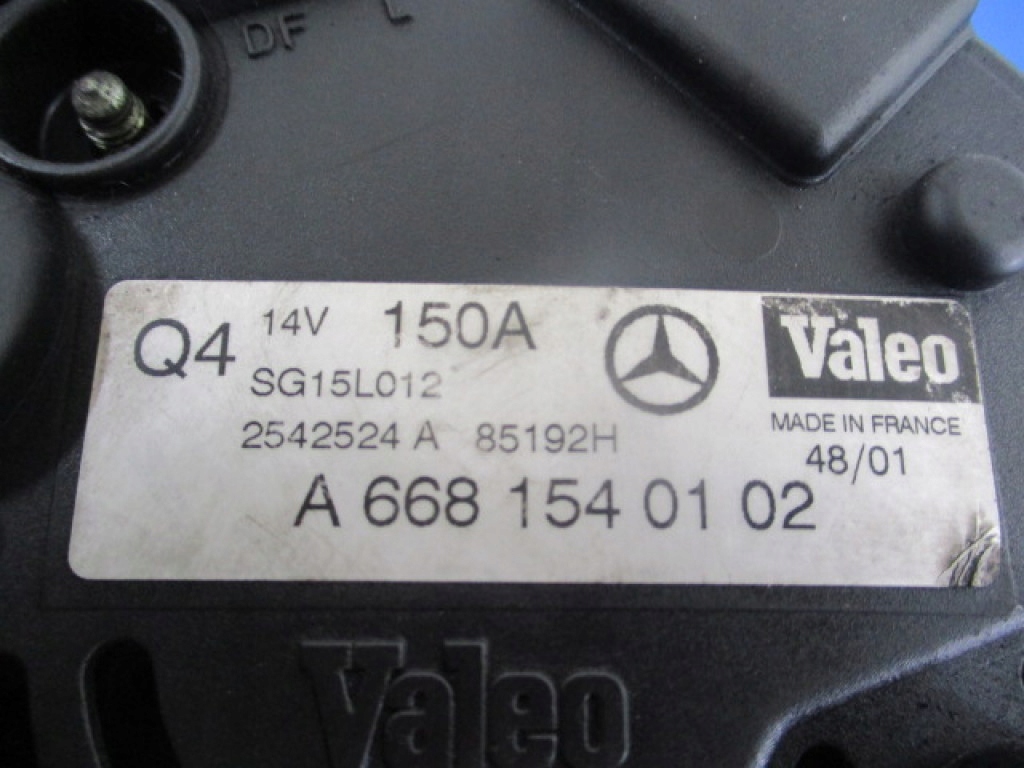 DF L
Q4 14V 150A
SG15L012
2542524 A 85192H
A 668 154 01 02
Valeo
MADE IN FRANCE
48/01
Valeo